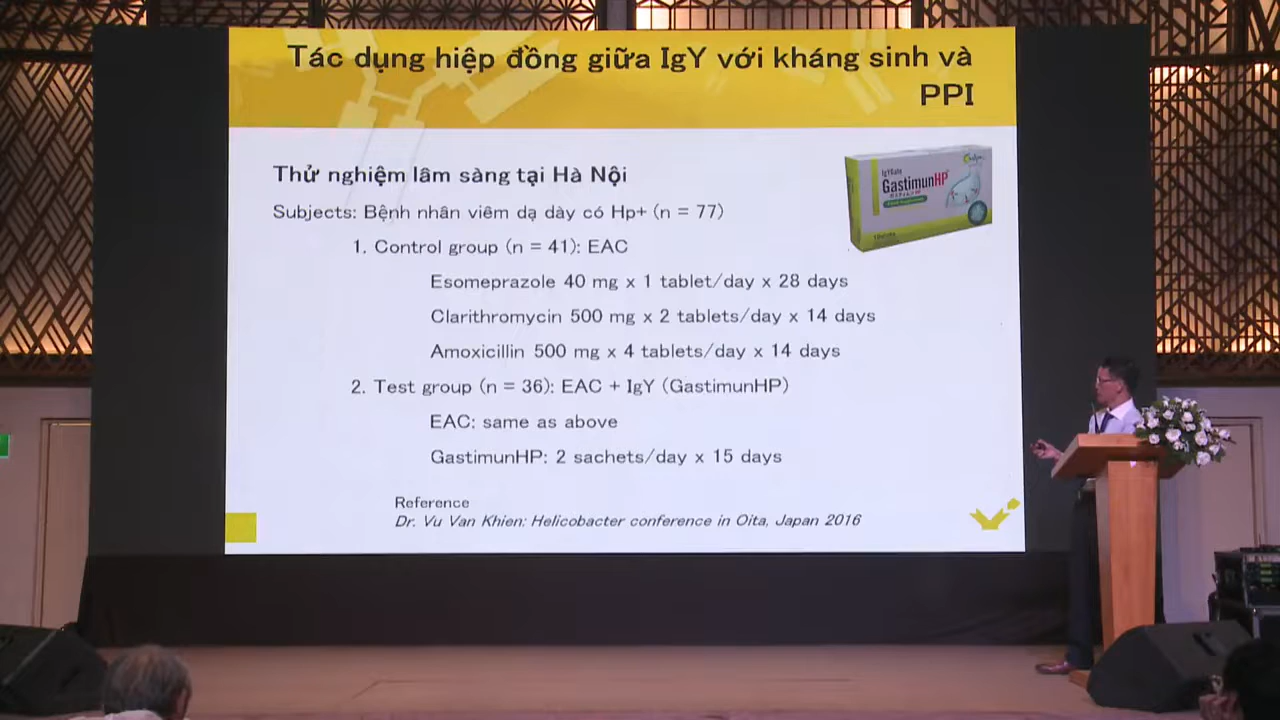 Tác dụng hiệp đồng giữa IgY với kháng sinh và
PPI
Thử nghiệm lâm sàng tại Hà Nội
Subjects: Bệnh nhân viêm dạ dày có Hp+ (n = 77)
1. Control group (n = 41): EAC
Esomeprazole 40 mg x 1 tablet/day x 28 days
Clarithromycin 500 mg x 2 tablets/day x 14 days
Amoxicillin 500 mg x 4 tablets/day x 14 days
2. Test group (n = 36): EAC + IgY (GastimunHP)
EAC: same as above
GastimunHP: 2 sachets/day x 15 days
Reference
Dr. Vu Van Khien: Helicobacter conference in Oita, Japan 2016
GastimunHP